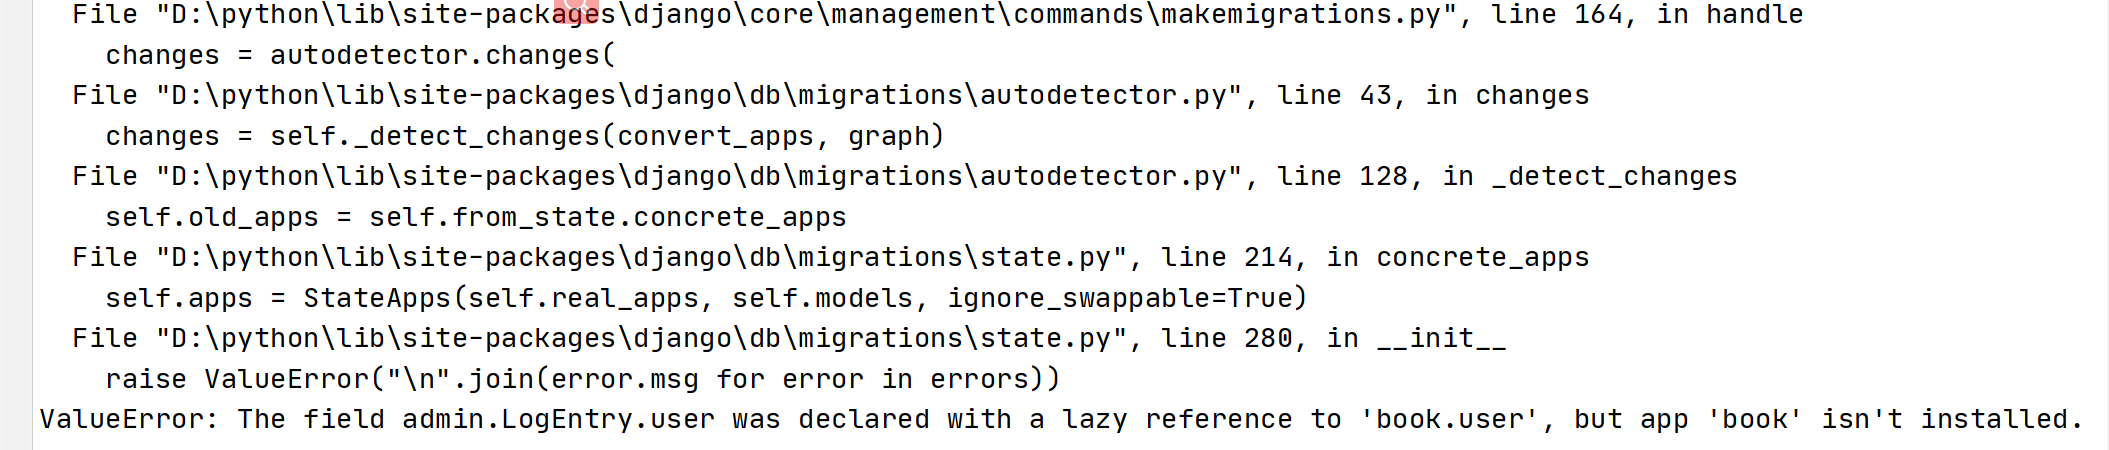 File "D:\python\lib\site-packages\django\core\management\commands\makemigrations.py", line 164, in handle
changes = autodetector.changes(
File "D:\python\lib\site-packages\django\db\migrations\autodetector.py", line 43, in changes
changes = self._detect_changes(convert_apps, graph)
File "D:\python\lib\site-packages\django\db\migrations\autodetector.py", line 128, in _detect_changes
self.old_apps = self.from_state.concrete_apps
File "D:\python\lib\site-packages\django\db\migrations\state.py", line 214, in concrete_apps
self.apps = StateApps(self.real_apps, self.models, ignore_swappable=True)
File "D:\python\lib\site-packages\django\db\migrations\state.py", line 280, in __init__
raise ValueError("\n".join(error.msg for error in errors))
ValueError: The field admin.LogEntry.user was declared with a lazy reference to 'book.user', but app 'book' isn't installed.